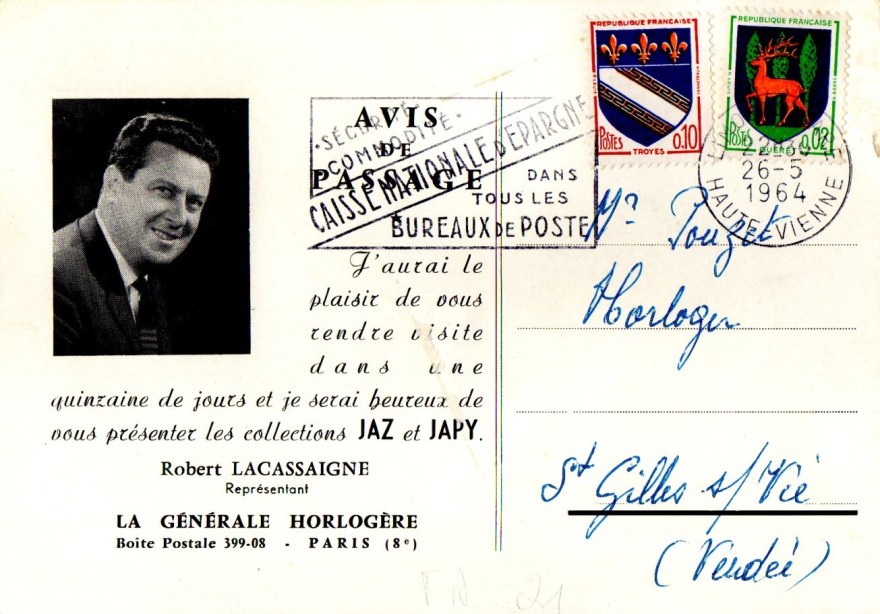 AVIS
DE
PASSAGE
J'aurai le
plaisir de vous
rendre visite
dans une
quinzaine de jours et je serai heureux de
vous présenter les collections JAZ et JAPY.
Robert LACASSAIGNE
Représentant
LA GÉNÉRALE HORLOGÈRE
Boite Postale 399-08 - PARIS (8e)
·SÉCURITÉ·
COMMODITÉ·
CAISSE NATIONALE D'EPARGNE
DANS
TOUS LES
BUREAUX DE POSTE
REPUBLIQUE FRANÇAISE
POSTES
0,10
TROYES
REPUBLIQUE FRANÇAISE
POSTES
0,02
GUERET
26-5
1964
HAUTE-VIENNE
Mr Pouzet
Horloger
St Gilles s/ Vie
(Vendée)